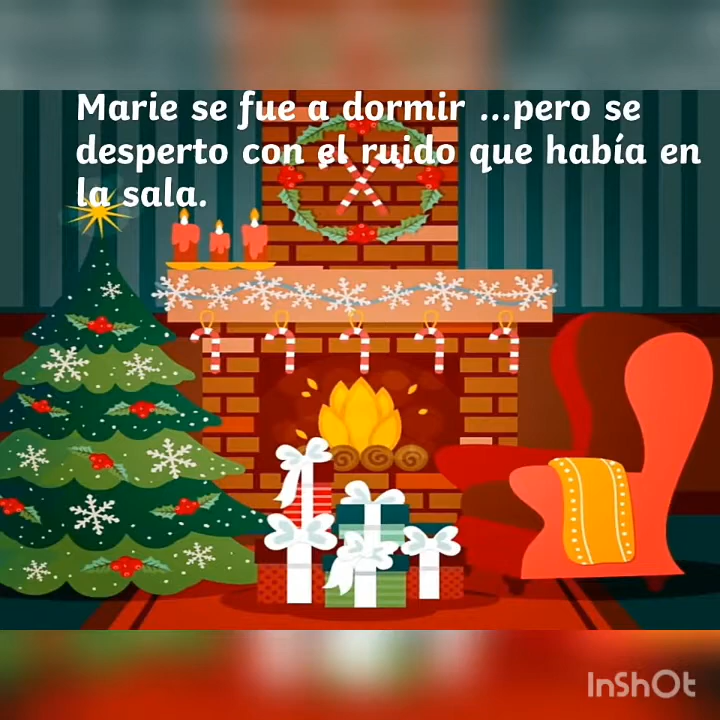 Marie se fue a dormir ...pero se
desperto con el ruido que había en
la sala.
InShOt